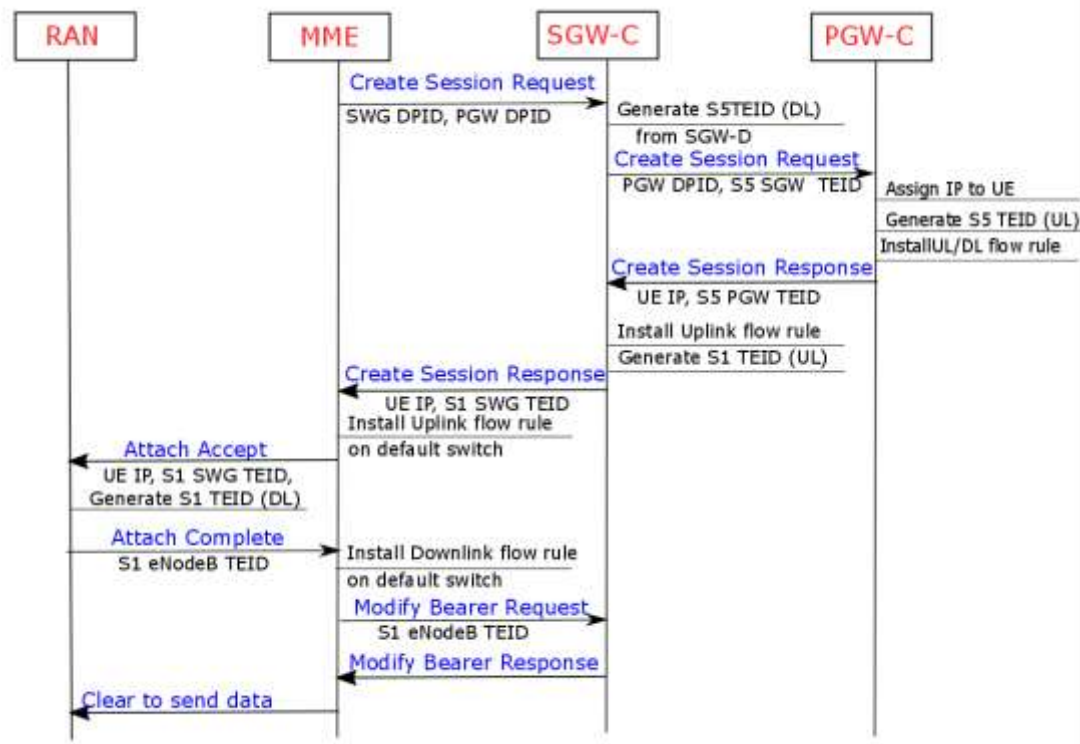 RAN
MME
SGW-C
PGW-C
Create Session Request
SWG DPID, PGW DPID
Generate S5TEID (DL)
from SGW-D
Create Session Request
PGW DPID, S5 SGW TEID
Assign IP to UE
Generate S5 TEID (UL)
InstallUL/DL flow rule
Create Session Response
UE IP, S5 PGW TEID
Install Uplink flow rule
Generate S1 TEID (UL)
Create Session Response
UE IP, S1 SWG TEID
Install Uplink flow rule
on default switch
Attach Accept
UE IP, S1 SWG TEID,
Generate S1 TEID (DL)
Attach Complete
S1 eNodeB TEID
Install Downlink flow rule
on default switch
Modify Bearer Request
S1 eNodeB TEID
Modify Bearer Response
Clear to send data